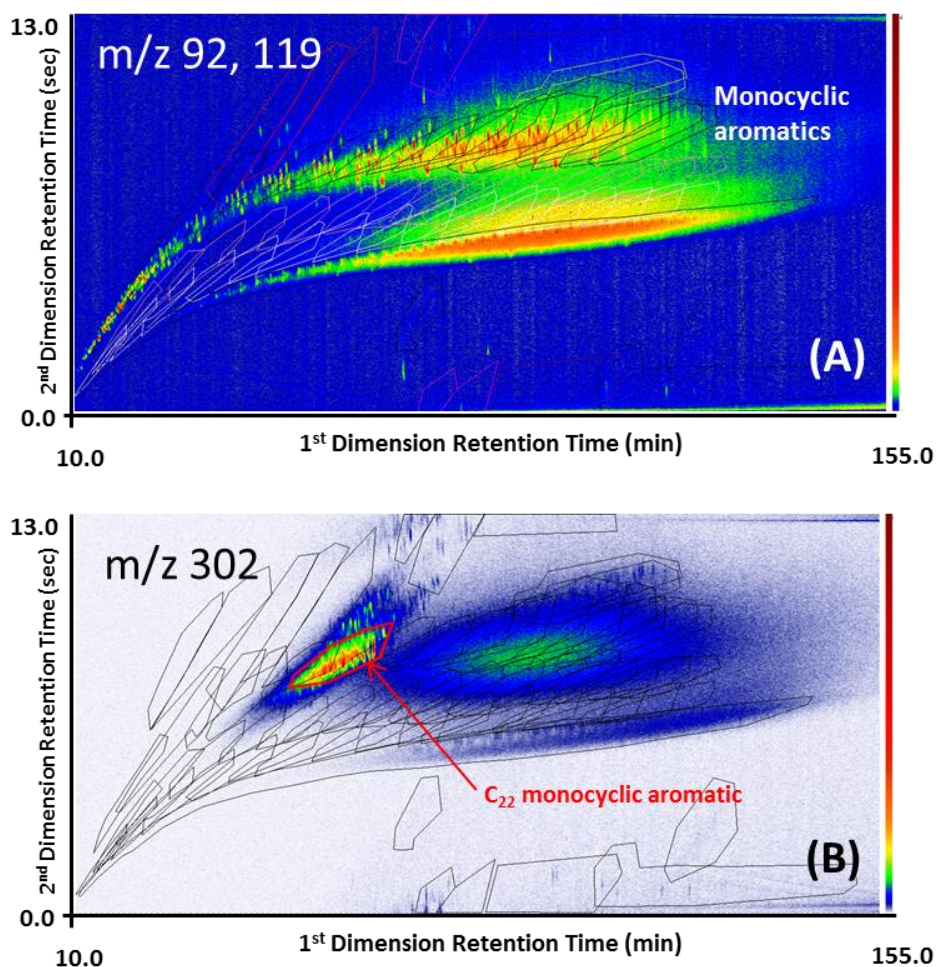 13.0
m/z 92, 119
Monocyclic
aromatics
2nd Dimension Retention Time (sec)
(A)
0.0
1st Dimension Retention Time (min)
10.0
155.0
13.0
m/z 302
2nd Dimension Retention Time (sec)
C22 monocyclic aromatic
(B)
0.0
1st Dimension Retention Time (min)
10.0
155.0